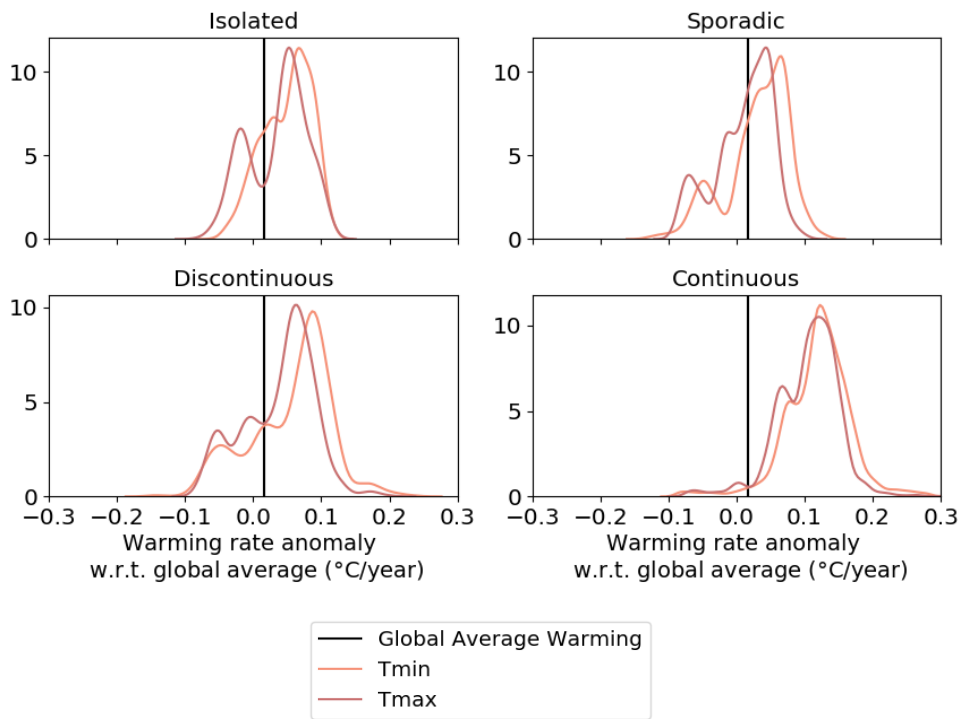 Isolated
Sporadic
10
5
0
10
5
0
Discontinuous
Continuous
10
5
0
10
5
0
−0.3 −0.2 −0.1 0.0 0.1 0.2 0.3
−0.3 −0.2 −0.1 0.0 0.1 0.2 0.3
Warming rate anomaly
w.r.t. global average (°C/year)
Warming rate anomaly
w.r.t. global average (°C/year)
Global Average Warming
Tmin
Tmax